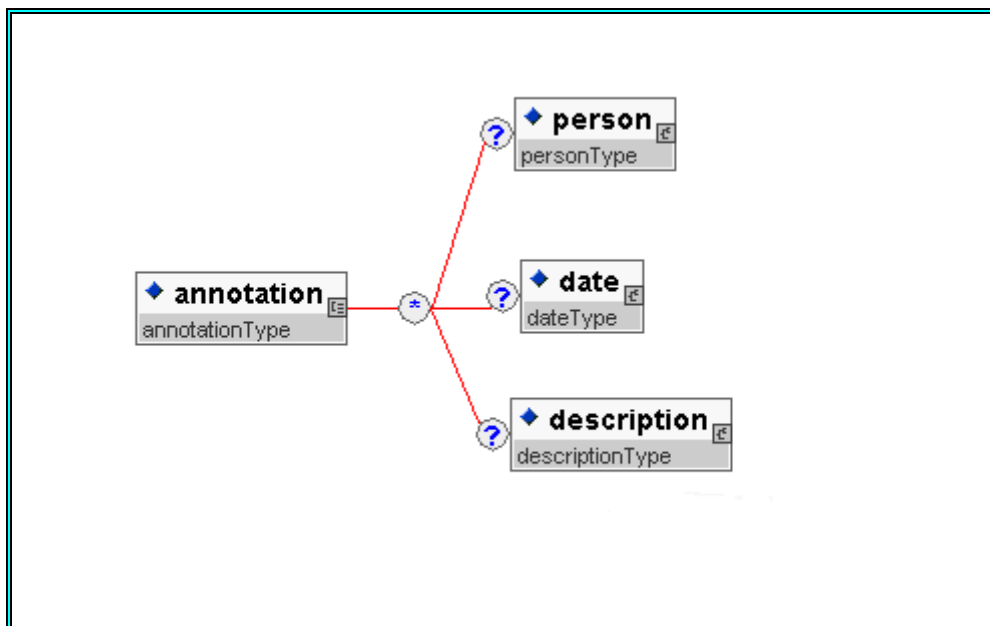 person
personType
?
annotation
annotationType
*
?
date
dateType
?
description
descriptionType